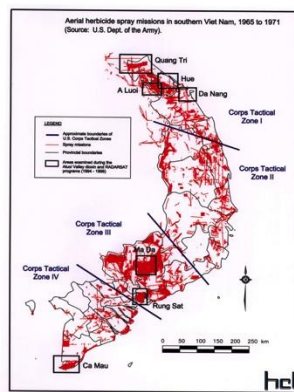 Aerial herbicide spray missions in southern Viet Nam, 1965 to 1971
(Source: U.S. Dept. of the Army).
Quang Tri
Hue
A Luoi
Da Nang
Corps Tactical
Zone I
LEGEND
Approximate boundaries of
U.S. Corps Tactical Zones
Spray missions
Provincial boundaries
Areas examined during the
Aluoi Valley dioxin and RADARSAT
programs (1994 - 1998)
Corps Tactical
Zone II
Corps Tactical
Zone III
Ma Da
Corps Tactical
Zone IV
Rung Sat
0 50 100 150 200 250
km
Ca Mau